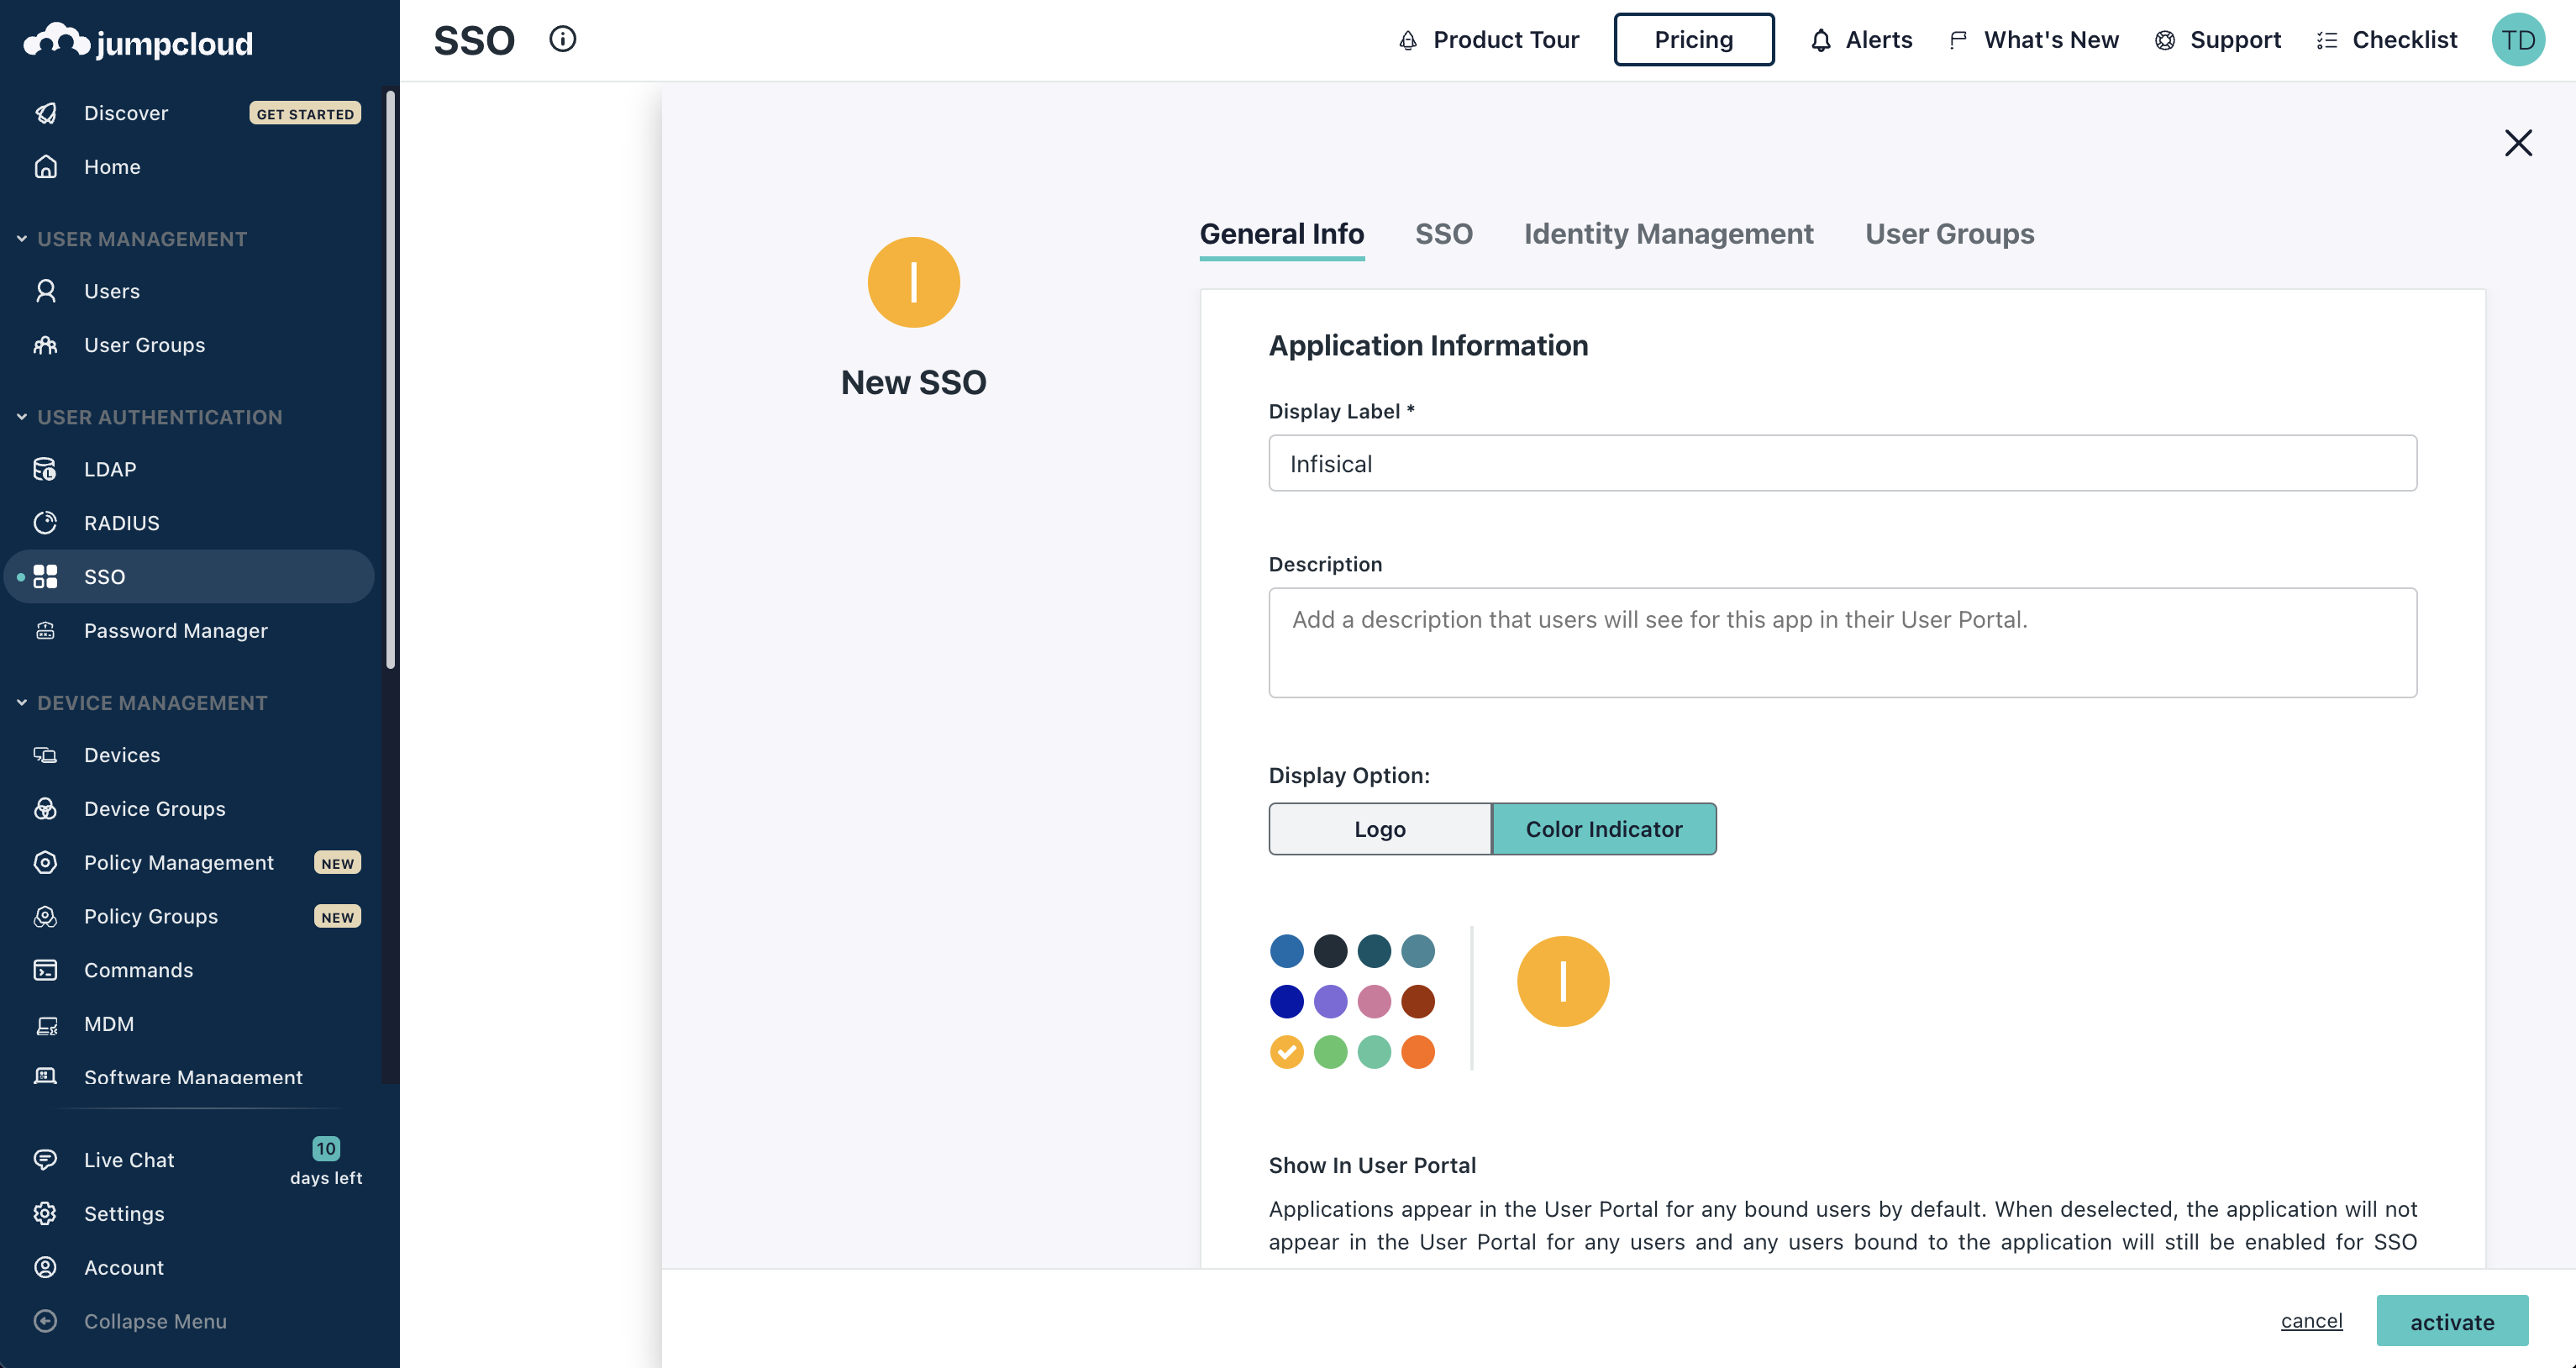 jumpcloud
Discover GET STARTED
Home
USER MANAGEMENT
Users
User Groups
USER AUTHENTICATION
LDAP
RADIUS
SSO
Password Manager
DEVICE MANAGEMENT
Devices
Device Groups
Policy Management NEW
Policy Groups NEW
Commands
MDM
Software Management
Live Chat 10 days left
Settings
Account
Collapse Menu
SSO
Product Tour Pricing Alerts What's New Support Checklist TD
I
New SSO
General Info SSO Identity Management User Groups
Application Information
Display Label *
Infisical
Description
Add a description that users will see for this app in their User Portal.
Display Option:
Logo Color Indicator
I
Show In User Portal
Applications appear in the User Portal for any bound users by default. When deselected, the application will not
appear in the User Portal for any users and any users bound to the application will still be enabled for SSO
cancel activate